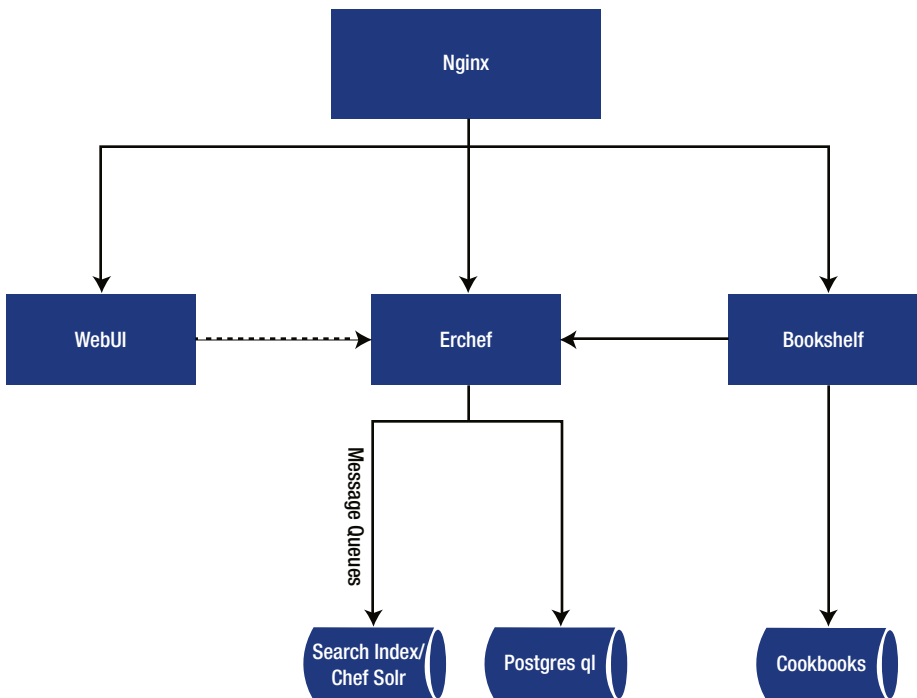 Nginx
WebUI
Erchef
Bookshelf
Message Queues
Search Index/
Chef Solr
Postgres ql
Cookbooks